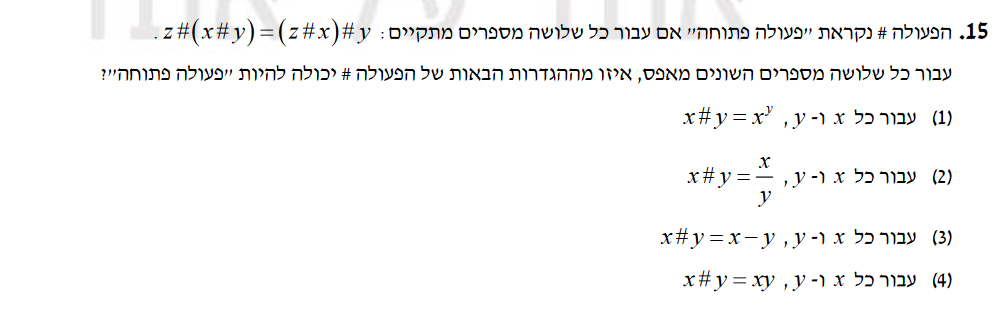 15. הפעולה # נקראת "פעולה פתוחה" אם עבור כל שלושה מספרים מתקיים: z#(x#y)=(z#x)#y .
עבור כל שלושה מספרים השונים מאפס, איזו מההגדרות הבאות של הפעולה # יכולה להיות "פעולה פתוחה"?
(1) עבור כל x ו- y, x#y = x^y
(2) עבור כל x ו- y, x#y = x/y
(3) עבור כל x ו- y, x#y = x − y
(4) עבור כל x ו- y, x#y = xy